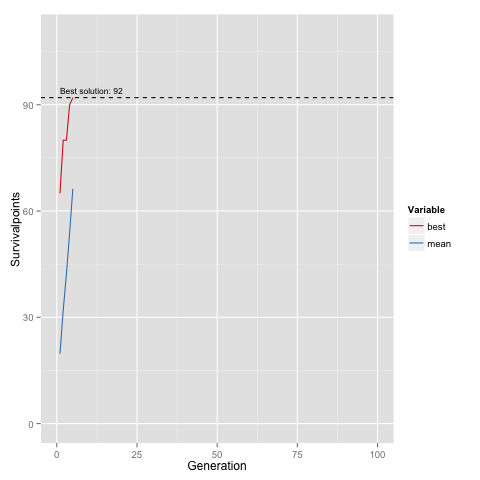 Best solution: 92
90
60
30
0
Survivalpoints
0 25 50 75 100
Generation
Variable
best
mean